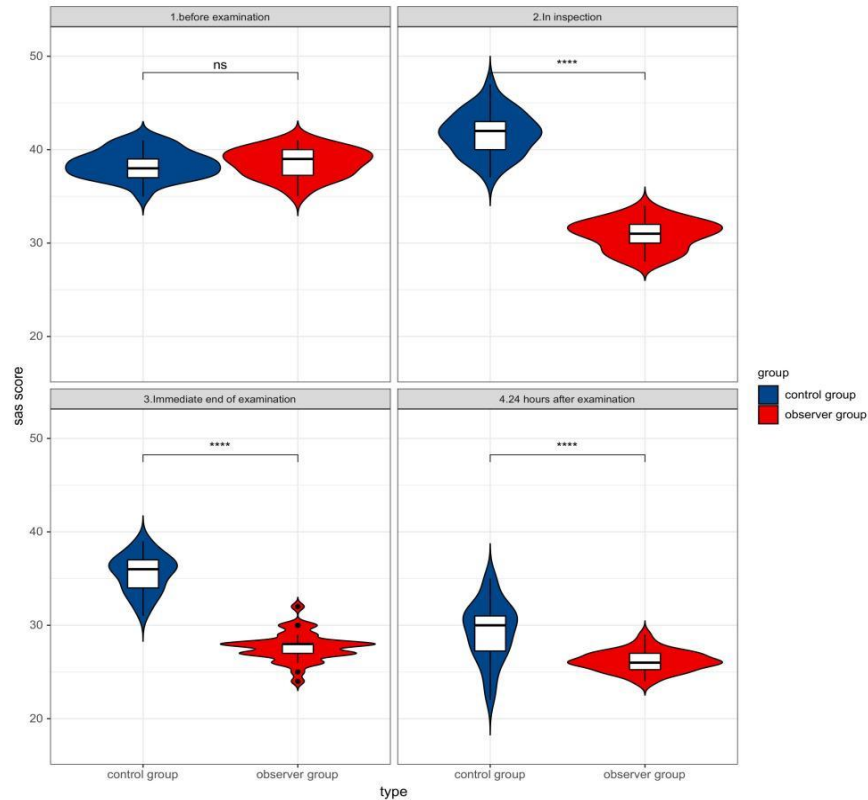 1.before examination
2.In inspection
50
40
30
20
ns
****
sas score
3.Immediate end of examination
4.24 hours after examination
50
40
30
20
****
****
group
control group
observer group
control group
observer group
control group
observer group
type